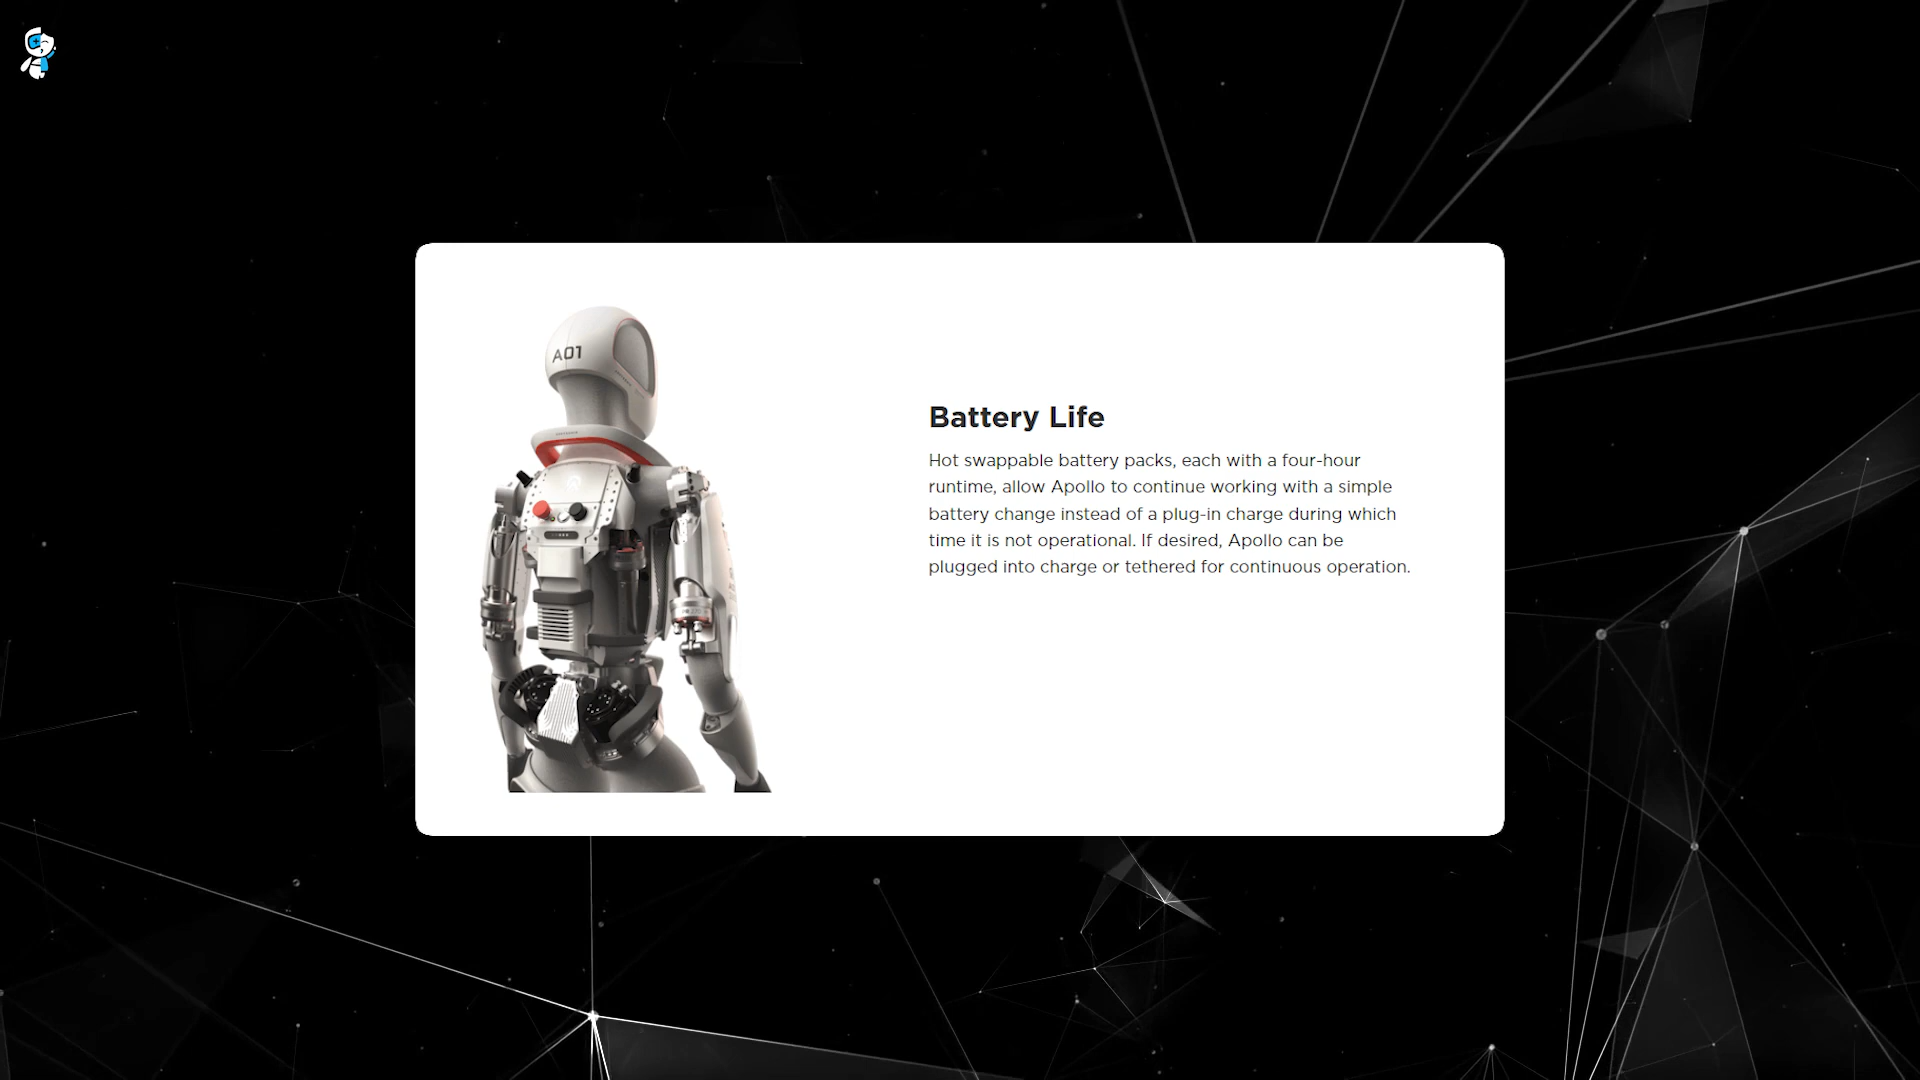 A01
Battery Life
Hot swappable battery packs, each with a four-hour
runtime, allow Apollo to continue working with a simple
battery change instead of a plug-in charge during which
time it is not operational. If desired, Apollo can be
plugged into charge or tethered for continuous operation.